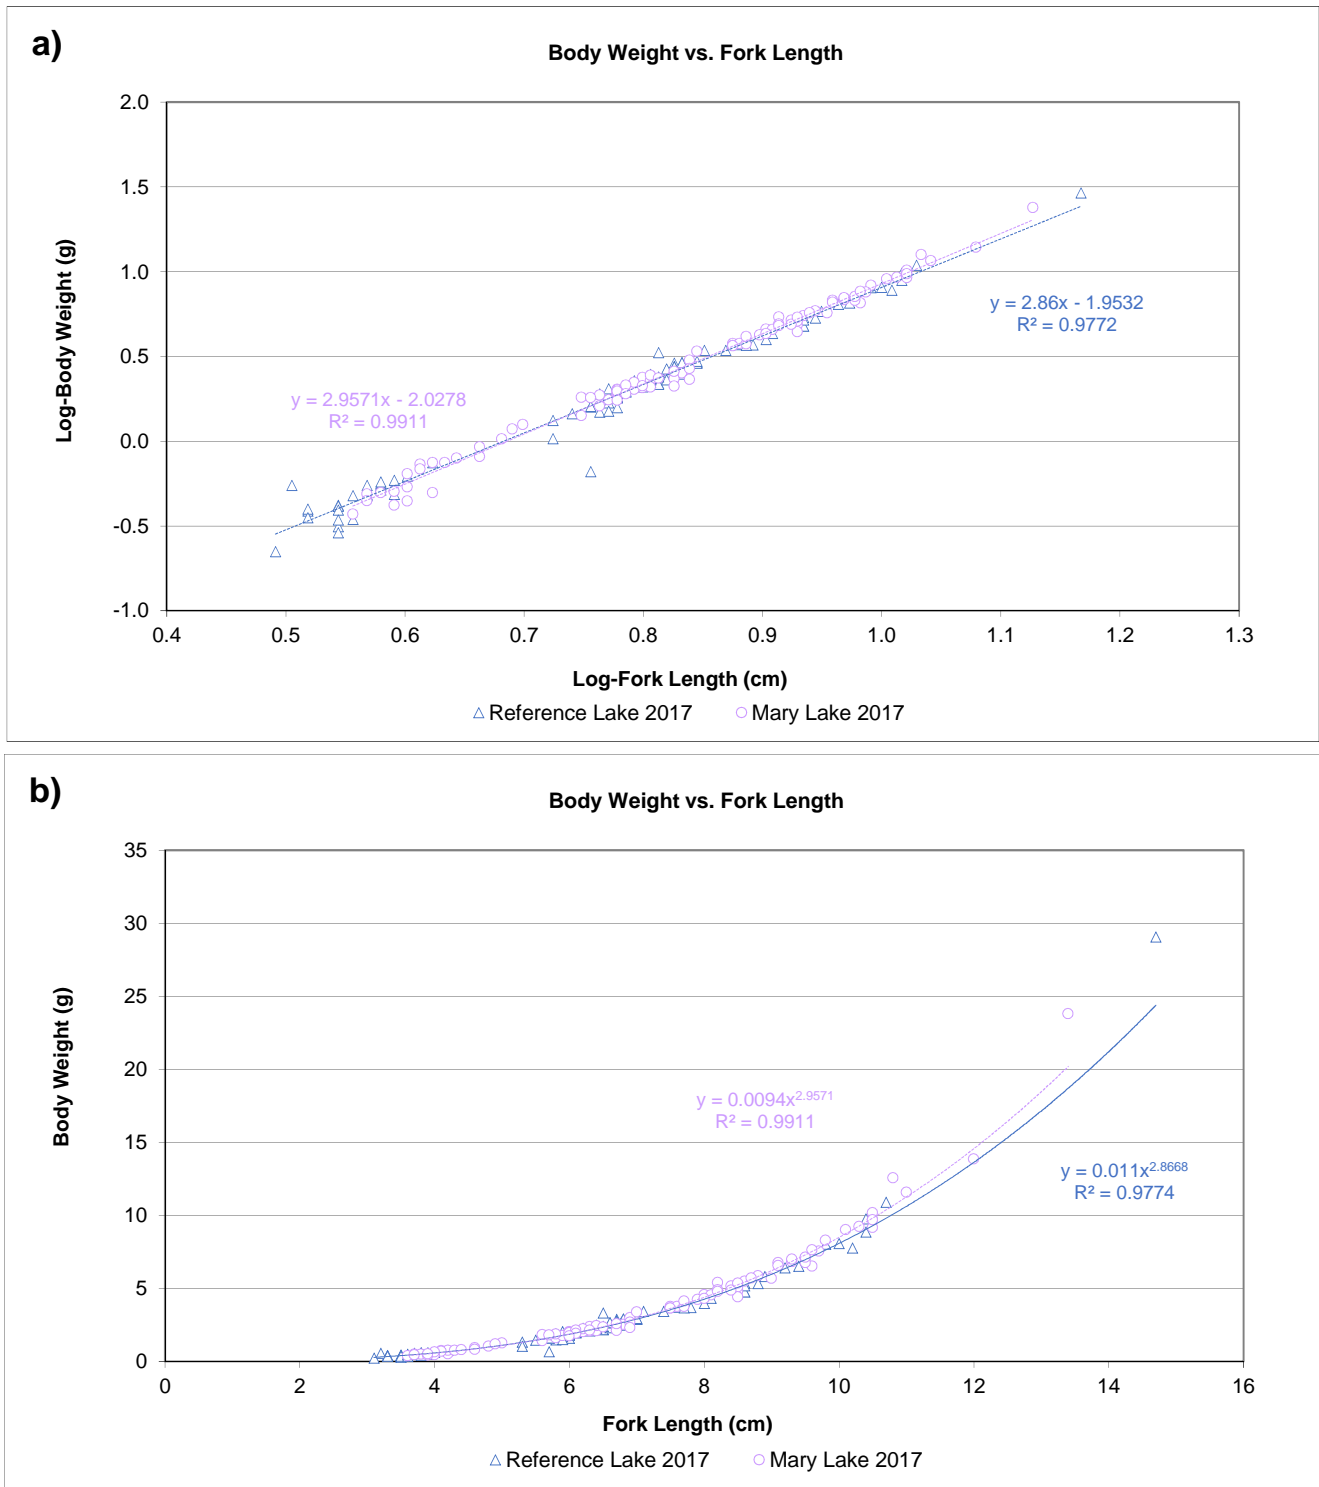 a)
Body Weight vs. Fork Length
2.0
1.5
1.0
0.5
0.0
-0.5
-1.0
Log-Body Weight (g)
y = 2.86x - 1.9532
R² = 0.9772
y = 2.9571x - 2.0278
R² = 0.9911
0.4 0.5 0.6 0.7 0.8 0.9 1.0 1.1 1.2 1.3
Log-Fork Length (cm)
Reference Lake 2017 Mary Lake 2017
b)
Body Weight vs. Fork Length
35
30
25
20
15
10
5
0
Body Weight (g)
y = 0.0094x^2.9571
R² = 0.9911
y = 0.011x^2.8668
R² = 0.9774
0 2 4 6 8 10 12 14 16
Fork Length (cm)
Reference Lake 2017 Mary Lake 2017